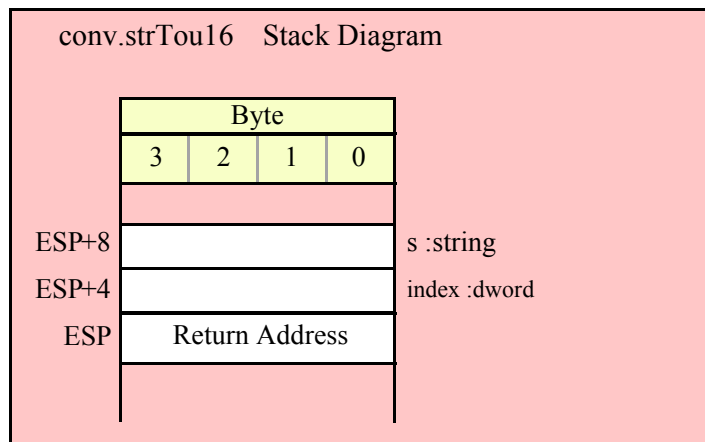 conv.strTou16 Stack Diagram
Byte
3 2 1 0
ESP+8 s :string
ESP+4 index :dword
ESP Return Address